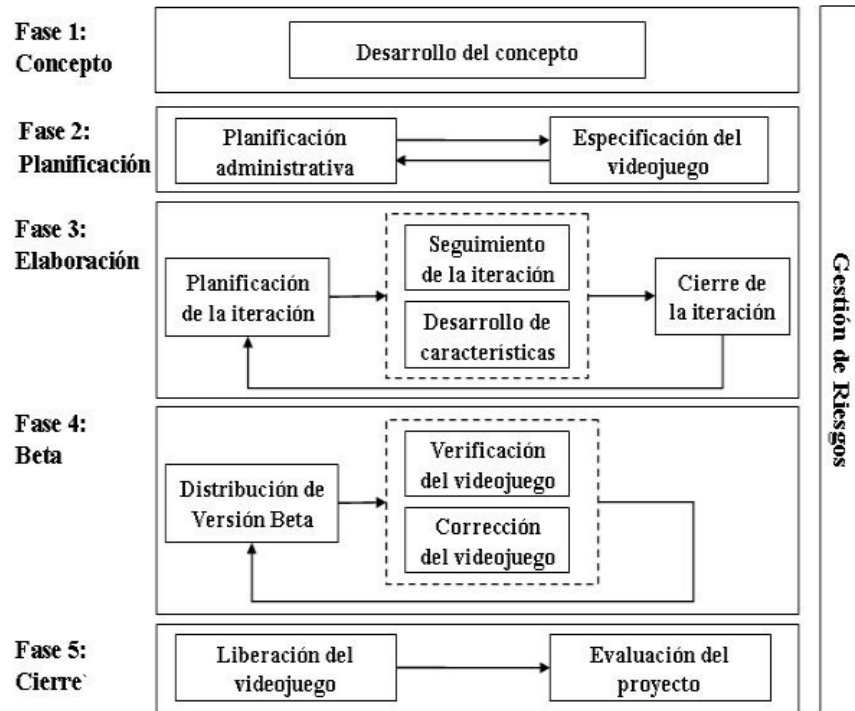 Fase 1:
Concepto
Desarrollo del concepto
Fase 2:
Planificación
Planificación
administrativa
Especificación del
videojuego
Fase 3:
Elaboración
Planificación
de la iteración
Seguimiento
de la iteración
Desarrollo de
características
Cierre de
la iteración
Fase 4:
Beta
Distribución de
Versión Beta
Verificación
del videojuego
Corrección
del videojuego
Fase 5:
Cierre`
Liberación del
videojuego
Evaluación del
proyecto
Gestión de Riesgos